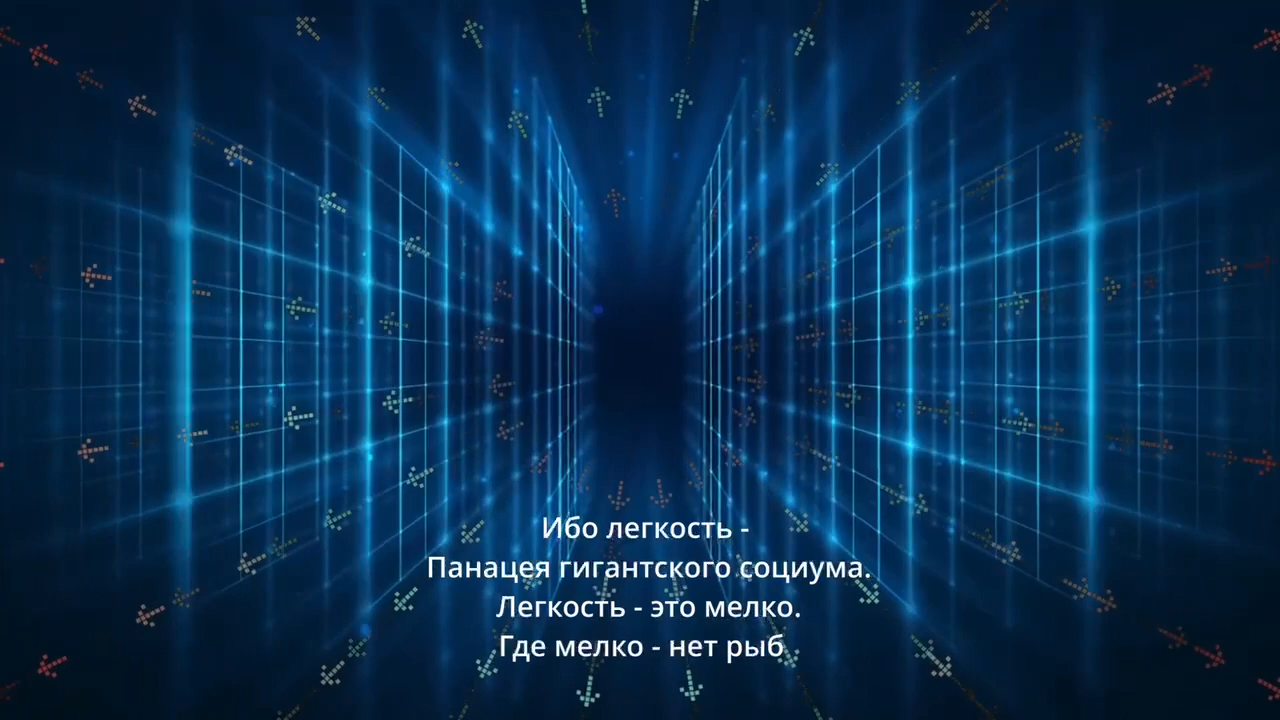 Ибо легкость -
Панацея гигантского социума.
Легкость - это мелко.
Где мелко - нет рыб